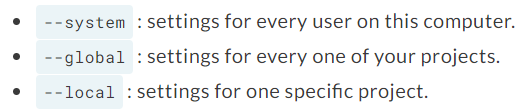 • --system : settings for every user on this computer.
• --global : settings for every one of your projects.
• --local : settings for one specific project.